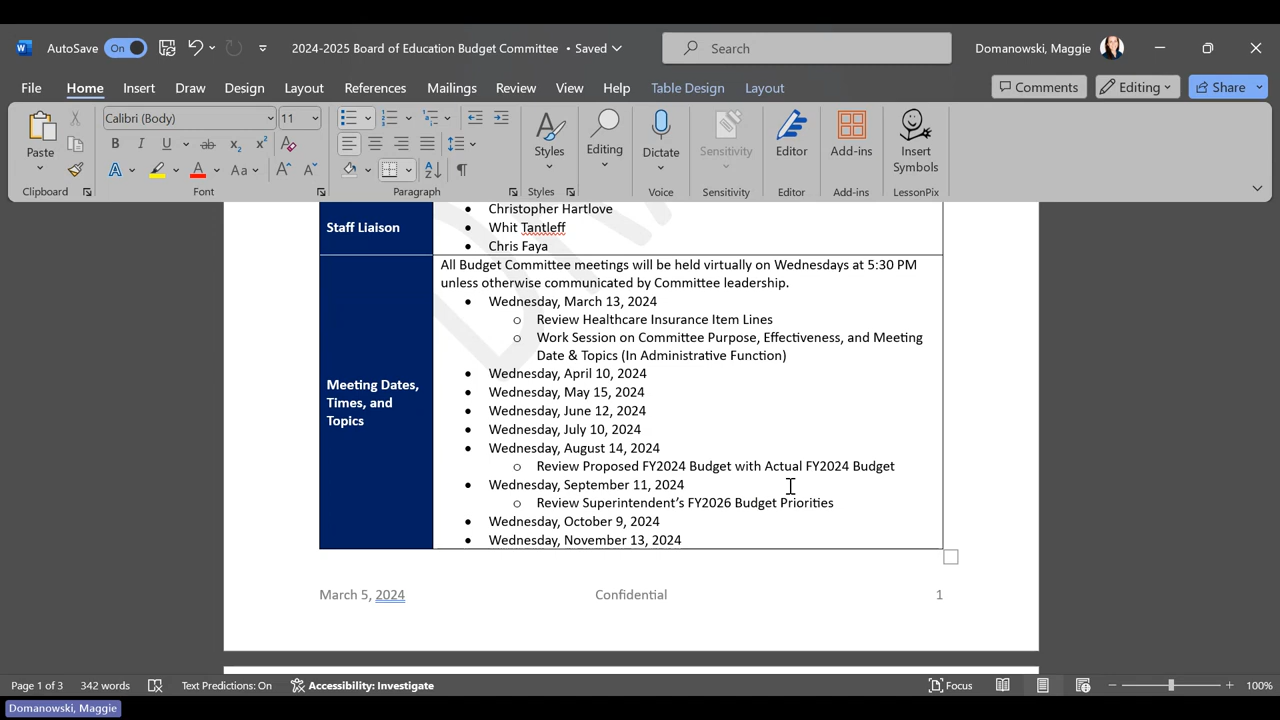 AutoSave On 2024-2025 Board of Education Budget Committee • Saved Search Domanowski, Maggie
File Home Insert Draw Design Layout References Mailings Review View Help Table Design Layout Comments Editing Share
Paste Calibri (Body) 11 Styles Editing Dictate Sensitivity Editor Add-ins Insert Symbols
Clipboard Font Paragraph Styles Voice Sensitivity Editor Add-ins LessonPix
Staff Liaison
• Christopher Hartlove
• Whit Tantleff
• Chris Faya
Meeting Dates,
Times, and
Topics
All Budget Committee meetings will be held virtually on Wednesdays at 5:30 PM
unless otherwise communicated by Committee leadership.
• Wednesday, March 13, 2024
o Review Healthcare Insurance Item Lines
o Work Session on Committee Purpose, Effectiveness, and Meeting
Date & Topics (In Administrative Function)
• Wednesday, April 10, 2024
• Wednesday, May 15, 2024
• Wednesday, June 12, 2024
• Wednesday, July 10, 2024
• Wednesday, August 14, 2024
o Review Proposed FY2024 Budget with Actual FY2024 Budget
• Wednesday, September 11, 2024
o Review Superintendent's FY2026 Budget Priorities
• Wednesday, October 9, 2024
• Wednesday, November 13, 2024
March 5, 2024 Confidential 1
Page 1 of 3 342 words Text Predictions: On Accessibility: Investigate Focus 100%
Domanowski, Maggie